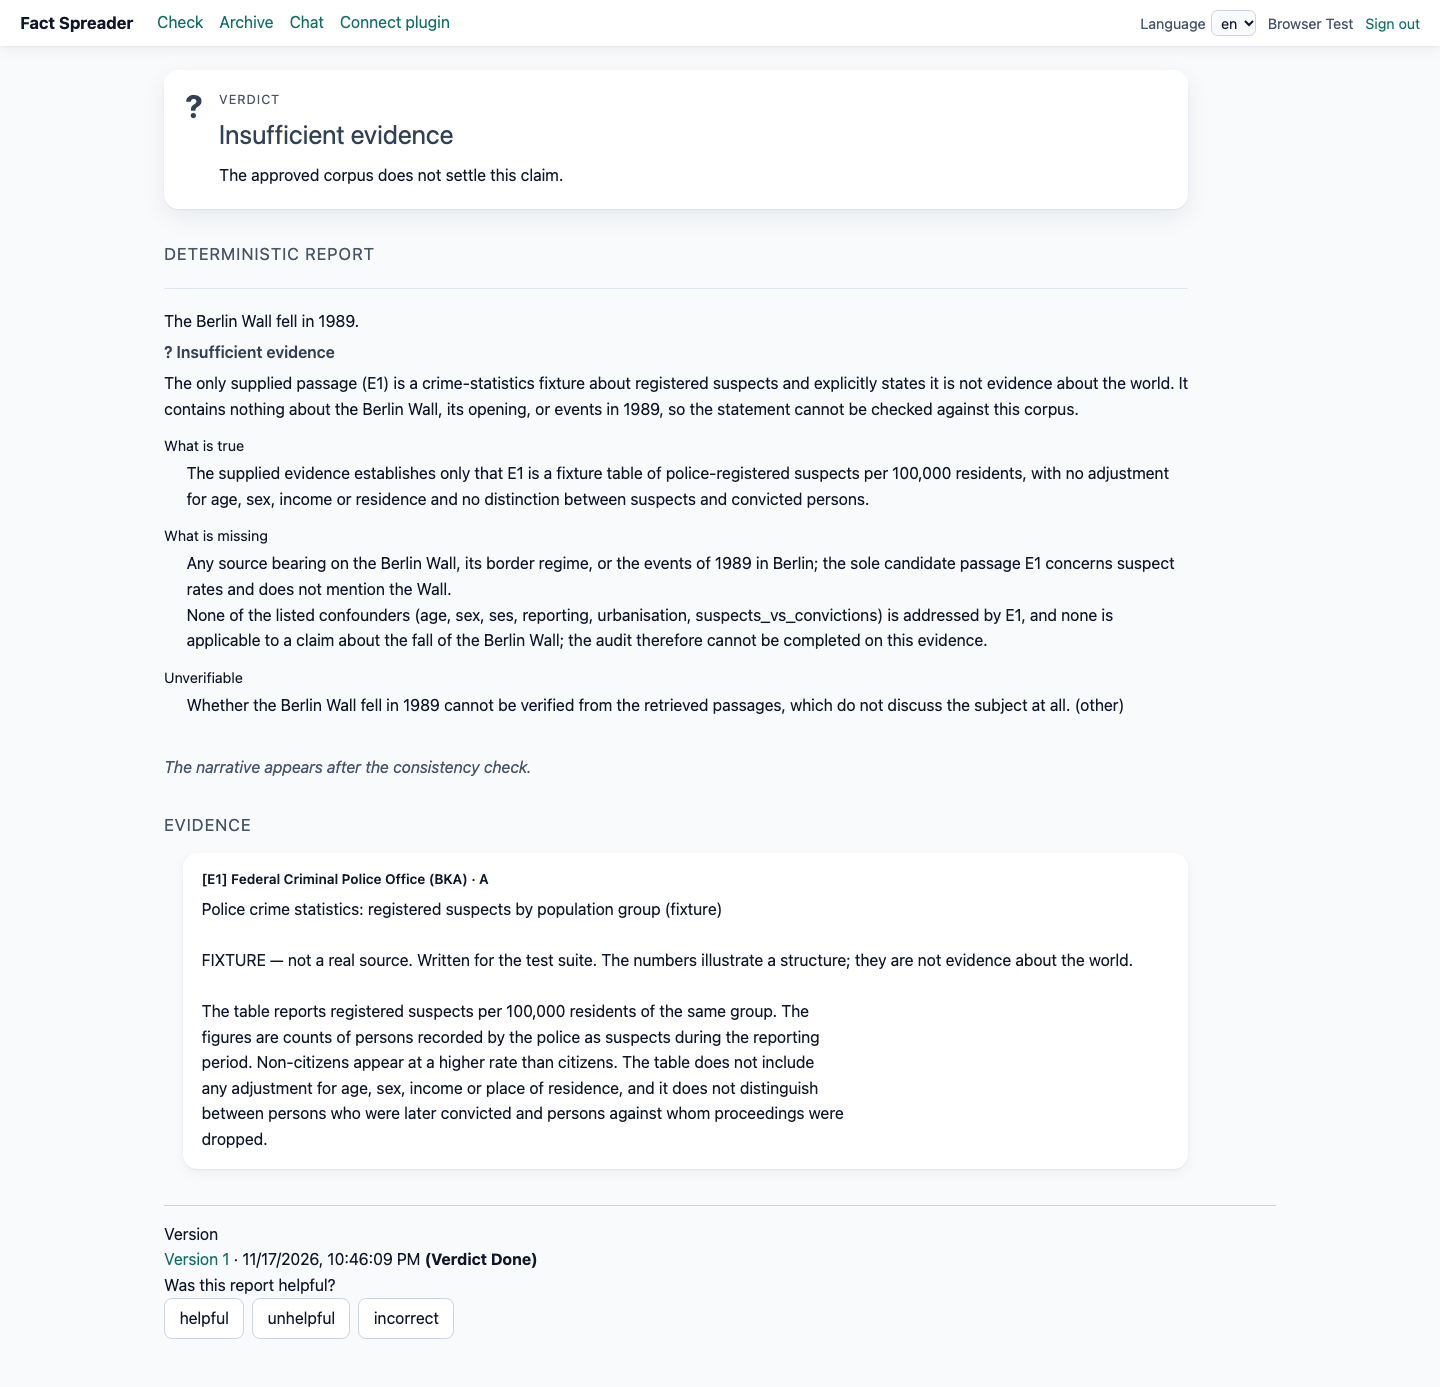 Fact Spreader Check Archive Chat Connect plugin Language en Browser Test Sign out
?
VERDICT
Insufficient evidence
The approved corpus does not settle this claim.
DETERMINISTIC REPORT
The Berlin Wall fell in 1989.
? Insufficient evidence
The only supplied passage (E1) is a crime-statistics fixture about registered suspects and explicitly states it is not evidence about the world. It
contains nothing about the Berlin Wall, its opening, or events in 1989, so the statement cannot be checked against this corpus.
What is true
The supplied evidence establishes only that E1 is a fixture table of police-registered suspects per 100,000 residents, with no adjustment
for age, sex, income or residence and no distinction between suspects and convicted persons.
What is missing
Any source bearing on the Berlin Wall, its border regime, or the events of 1989 in Berlin; the sole candidate passage E1 concerns suspect
rates and does not mention the Wall.
None of the listed confounders (age, sex, ses, reporting, urbanisation, suspects_vs_convictions) is addressed by E1, and none is
applicable to a claim about the fall of the Berlin Wall; the audit therefore cannot be completed on this evidence.
Unverifiable
Whether the Berlin Wall fell in 1989 cannot be verified from the retrieved passages, which do not discuss the subject at all. (other)
The narrative appears after the consistency check.
EVIDENCE
[E1] Federal Criminal Police Office (BKA) · A
Police crime statistics: registered suspects by population group (fixture)
FIXTURE — not a real source. Written for the test suite. The numbers illustrate a structure; they are not evidence about the world.
The table reports registered suspects per 100,000 residents of the same group. The
figures are counts of persons recorded by the police as suspects during the reporting
period. Non-citizens appear at a higher rate than citizens. The table does not include
any adjustment for age, sex, income or place of residence, and it does not distinguish
between persons who were later convicted and persons against whom proceedings were
dropped.
Version
Version 1 · 11/17/2026, 10:46:09 PM (Verdict Done)
Was this report helpful?
helpful unhelpful incorrect